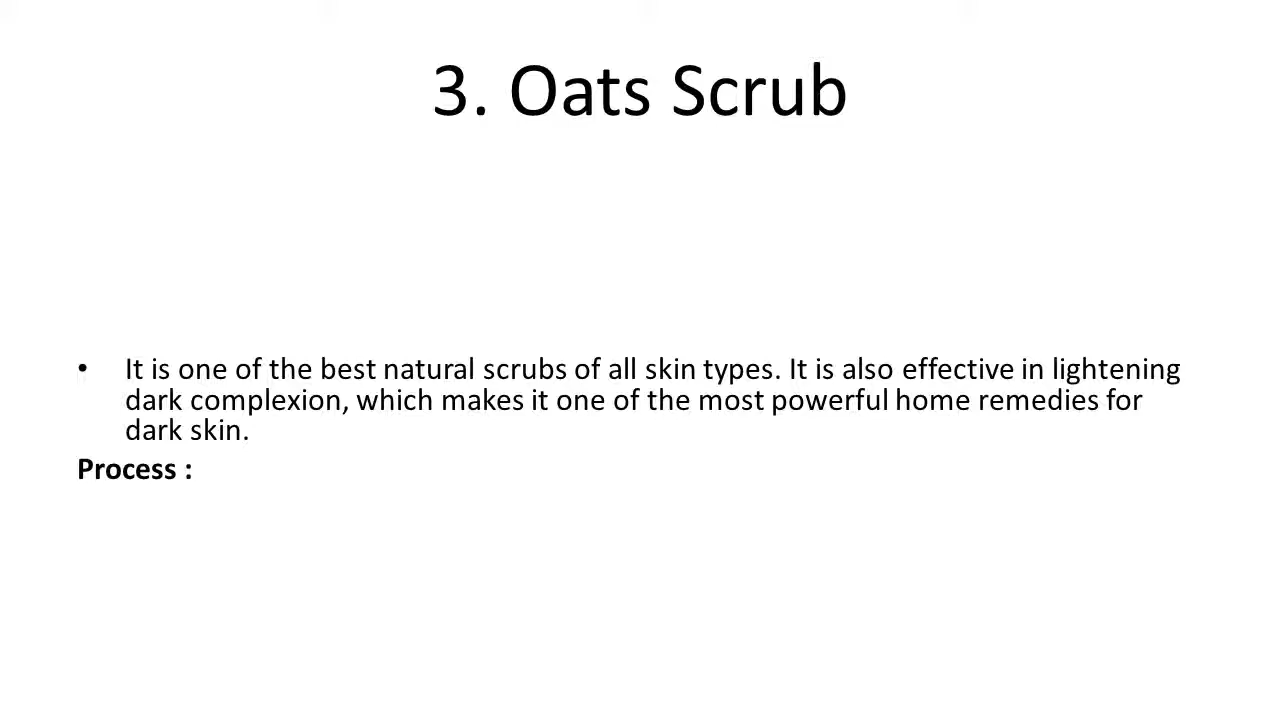 3. Oats Scrub
• It is one of the best natural scrubs of all skin types. It is also effective in lightening
dark complexion, which makes it one of the most powerful home remedies for
dark skin.
Process :